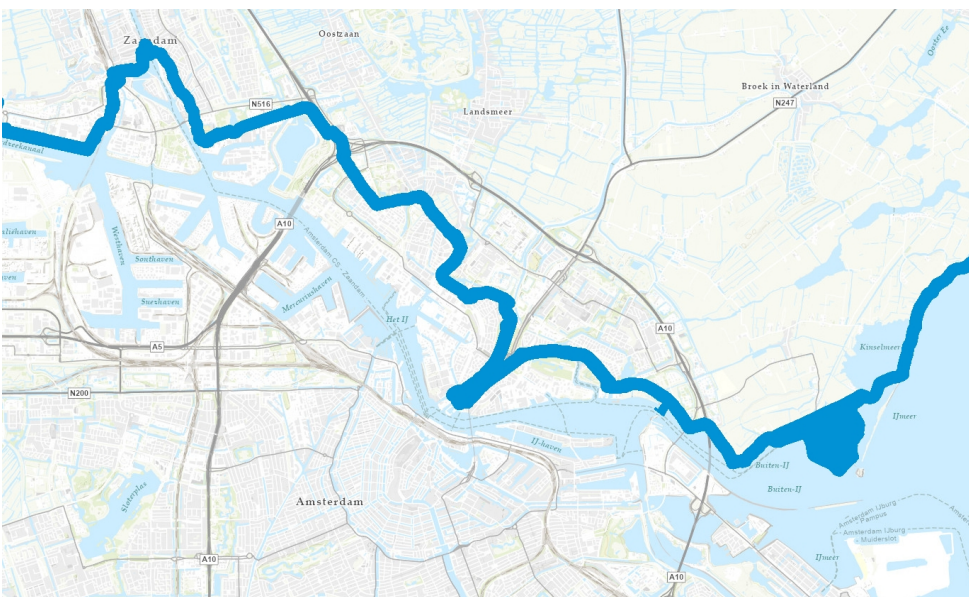 Oostzaan
Broek in Waterland
N516
N247
Landsmeer
A10
Amsterdam CS - Zaandam
Westhaven
Sonthaven
Suezhaven
Mercuriushaven
Het IJ
A10
Kinselmeer
A5
N200
IJmeer
IJ-haven
Buiten-IJ
Buiten-IJ
Sloterplas
Amsterdam
Amsterdam IJburg
Pampus
Amsterdam IJburg
Muiderslot
IJmeer
A10
A10